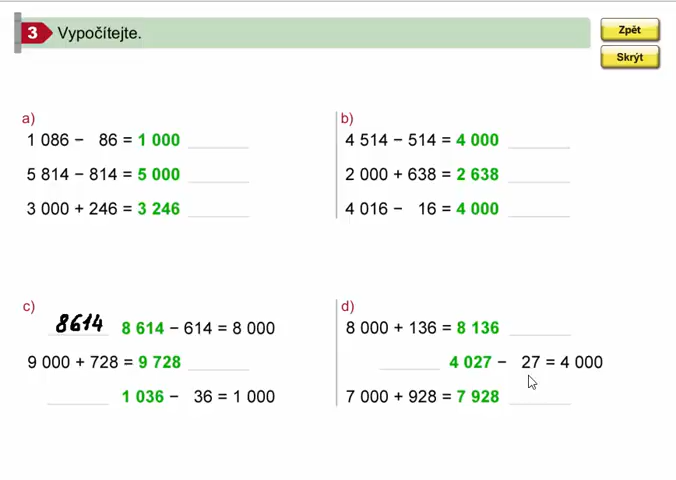 3 Vypočítejte.
Zpět
Skrýt
a)
1 086 − 86 = 1 000
5 814 − 814 = 5 000
3 000 + 246 = 3 246
b)
4 514 − 514 = 4 000
2 000 + 638 = 2 638
4 016 − 16 = 4 000
c)
8614 8 614 − 614 = 8 000
9 000 + 728 = 9 728
1 036 − 36 = 1 000
d)
8 000 + 136 = 8 136
4 027 − 27 = 4 000
7 000 + 928 = 7 928